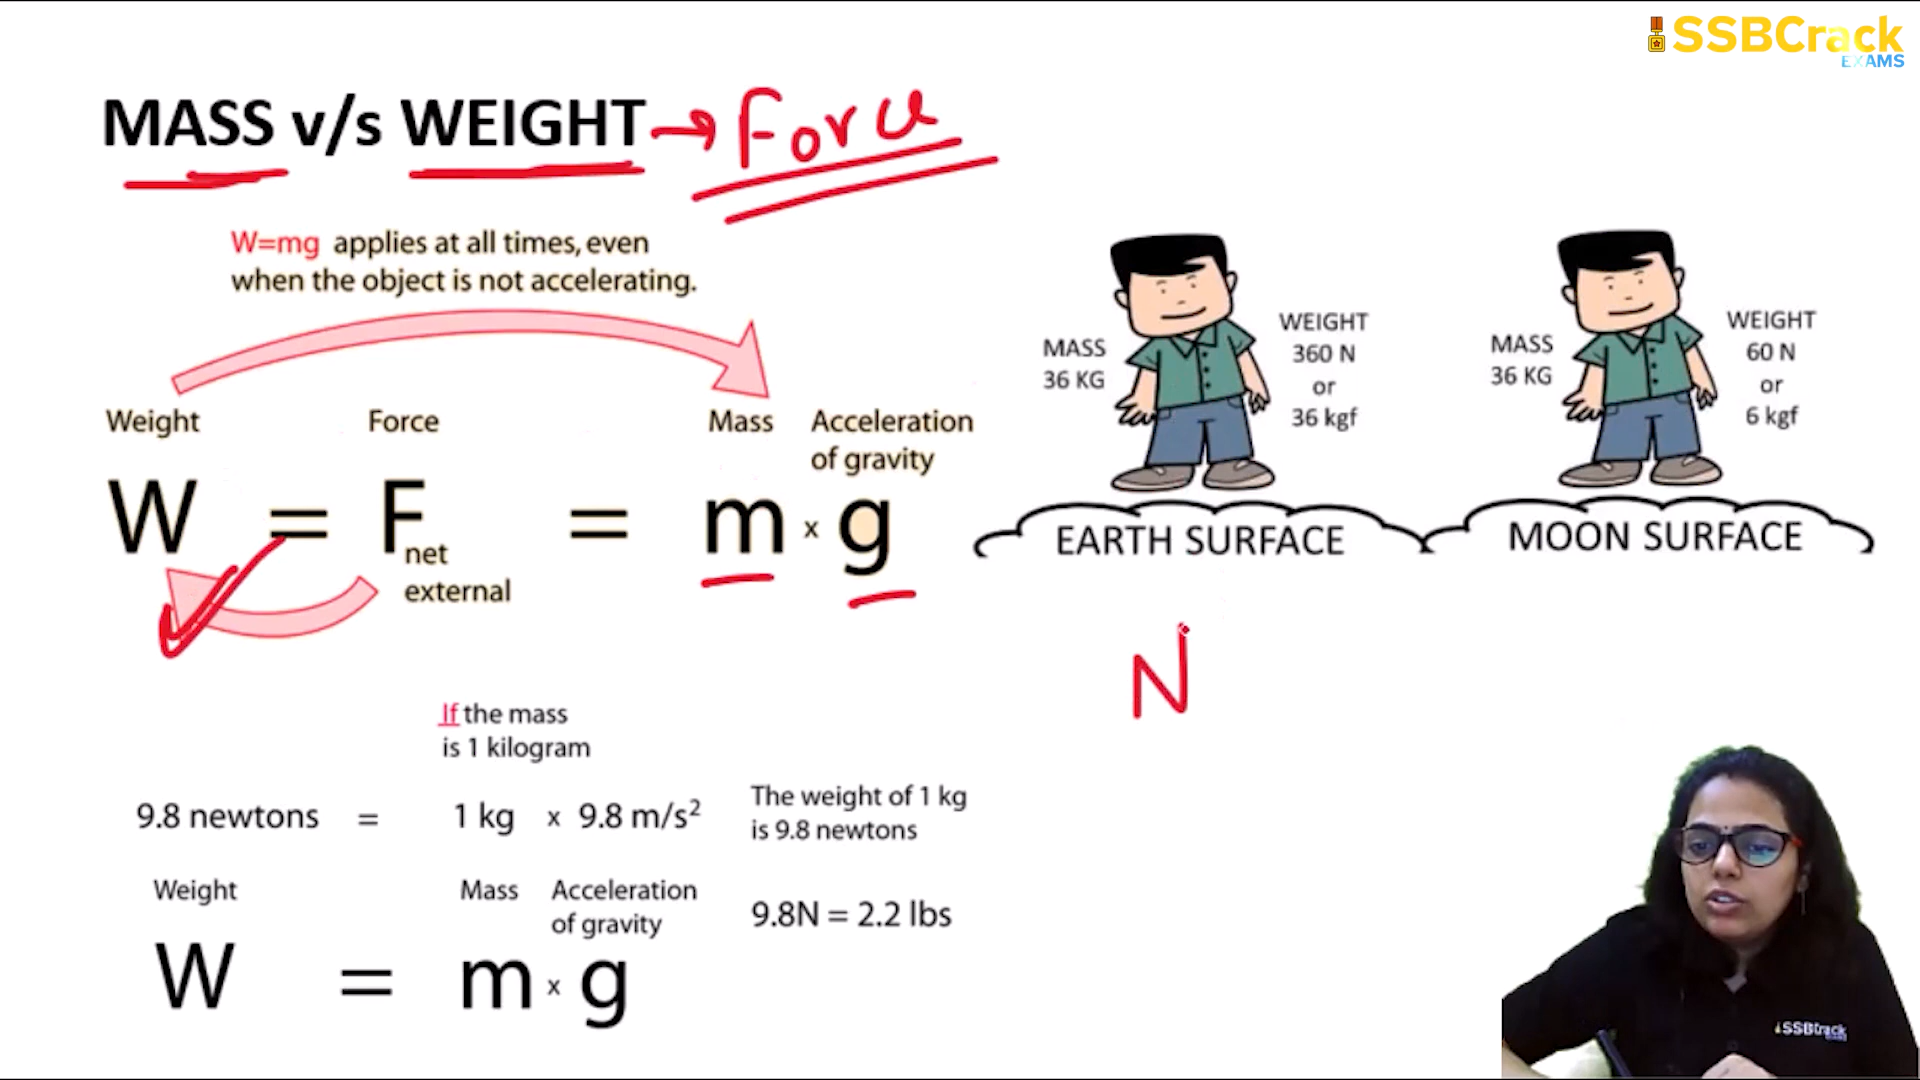 SSBCrack
EXAMS
MASS v/s WEIGHT → Force
W=mg applies at all times, even
when the object is not accelerating.
Weight Force Mass Acceleration
of gravity
W = F = m x g
net
external
MASS
36 KG
WEIGHT
360 N
or
36 kgf
EARTH SURFACE
MASS
36 KG
WEIGHT
60 N
or
6 kgf
MOON SURFACE
N
If the mass
is 1 kilogram
9.8 newtons = 1 kg x 9.8 m/s²
The weight of 1 kg
is 9.8 newtons
Weight Mass Acceleration
of gravity
9.8N = 2.2 lbs
W = m x g
SSBCrack
EXAMS